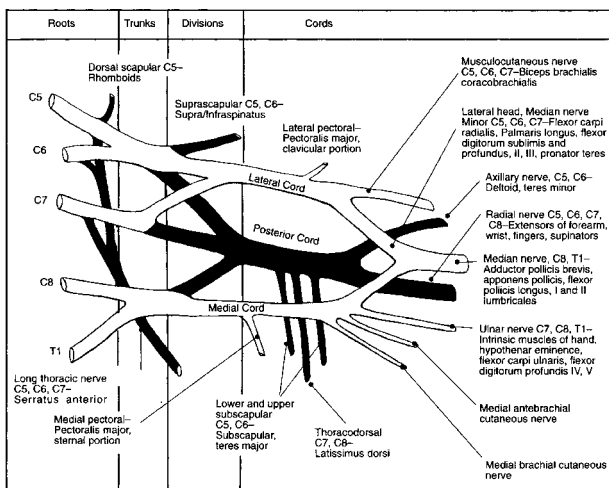 Roots
Trunks
Divisions
Cords
Dorsal scapular C5–
Rhomboids
Suprascapular C5, C6–
Supra/Infraspinatus
Lateral pectoral–
Pectoralis major,
clavicular portion
Musculocutaneous nerve
C5, C6, C7–Biceps brachialis
coracobrachialis
Lateral head, Median nerve
Minor C5, C6, C7–Flexor carpi
radialis, Palmaris longus, flexor
digitorum sublimis and
profundus, II, III, pronator teres
Axillary nerve, C5, C6–
Deltoid, teres minor
Radial nerve C5, C6, C7,
C8–Extensors of forearm,
wrist, fingers, supinators
Median nerve, C8, T1–
Adductor pollicis brevis,
apponens pollicis, flexor
poliicis longus, I and II
lumbricales
Ulnar nerve C7, C8, T1–
Intrinsic muscles of hand,
hypothenar eminence,
flexor carpi ulnaris, flexor
digitorum profundis IV, V
Medial antebrachial
cutaneous nerve
Medial brachial cutaneous
nerve
C5
C6
C7
C8
T1
Lateral Cord
Posterior Cord
Medial Cord
Long thoracic nerve
C5, C6, C7–
Serratus anterior
Medial pectoral–
Pectoralis major,
sternal portion
Lower and upper
subscapular
C5, C6–
Subscapular,
teres major
Thoracodorsal
C7, C8–
Latissimus dorsi